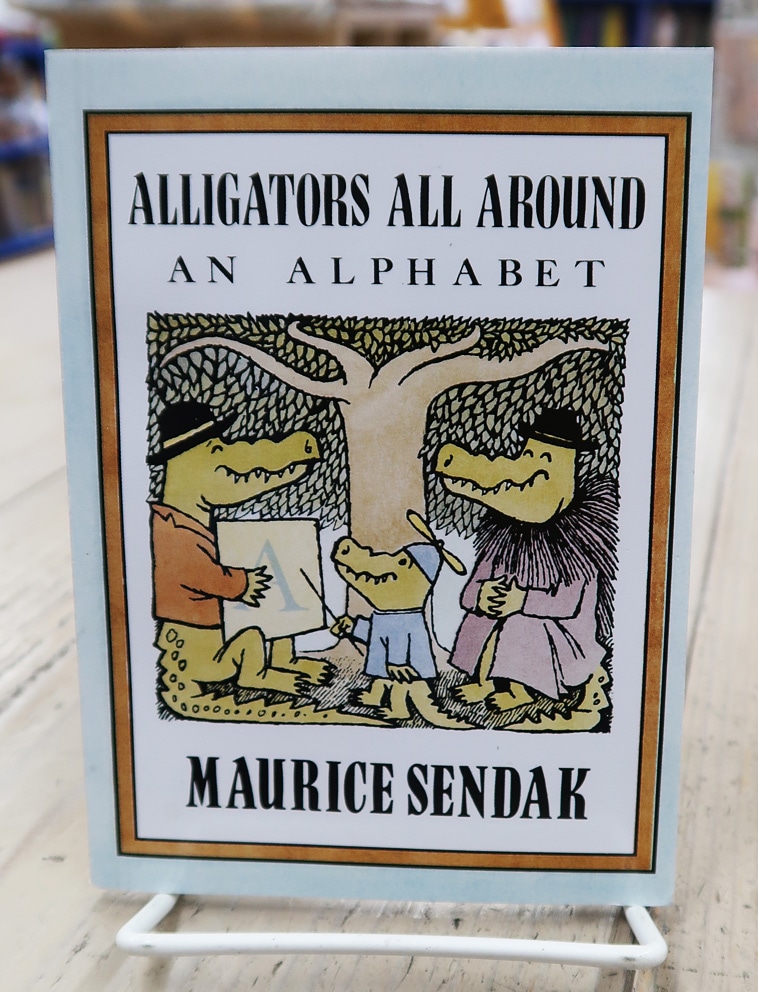 ALLIGATORS ALL AROUND
AN ALPHABET
A
MAURICE SENDAK